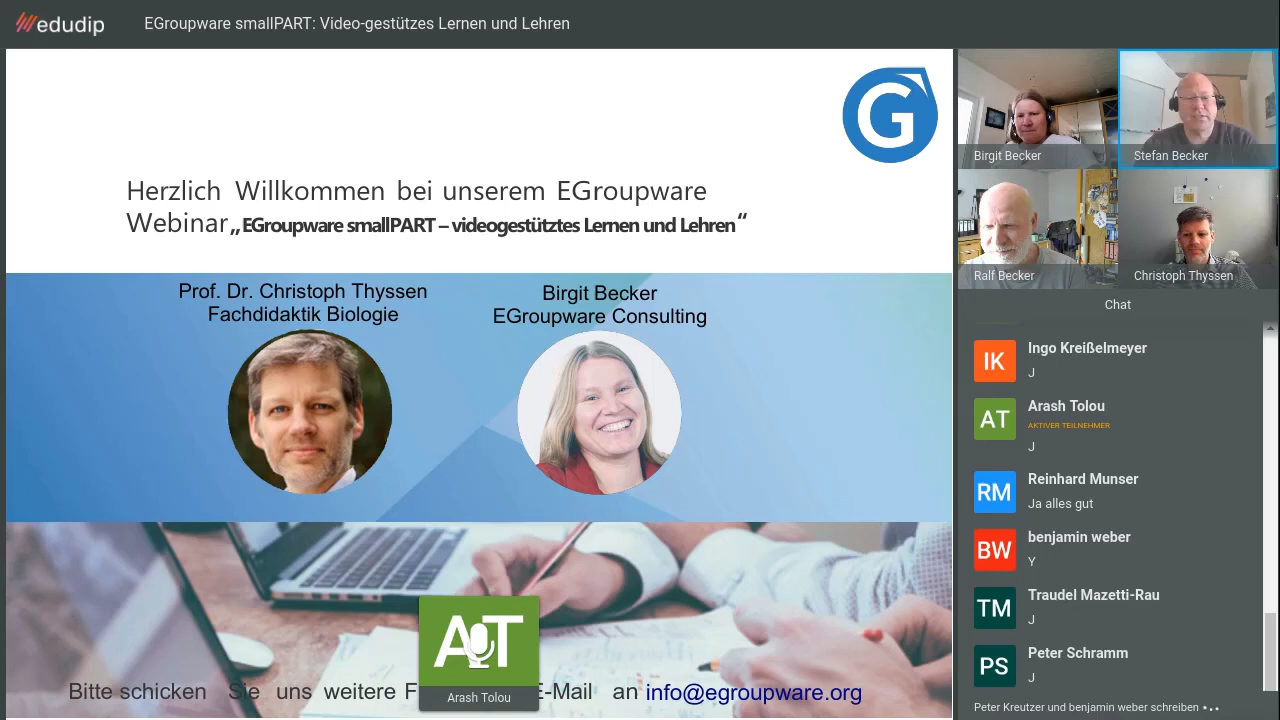 edudip
EGroupware smallPART: Video-gestützes Lernen und Lehren
G
Herzlich Willkommen bei unserem EGroupware
Webinar „EGroupware smallPART – videogestütztes Lernen und Lehren“
Prof. Dr. Christoph Thyssen
Fachdidaktik Biologie
Birgit Becker
EGroupware Consulting
AT
Arash Tolou
Bitte schicken Sie uns weitere F
E-Mail an info@egroupware.org
Birgit Becker
Stefan Becker
Ralf Becker
Christoph Thyssen
Chat
IK
Ingo Kreißelmeyer
J
AT
Arash Tolou
AKTIVER TEILNEHMER
J
RM
Reinhard Munser
Ja alles gut
BW
benjamin weber
Y
TM
Traudel Mazetti-Rau
J
PS
Peter Schramm
J
Peter Kreutzer und benjamin weber schreiben